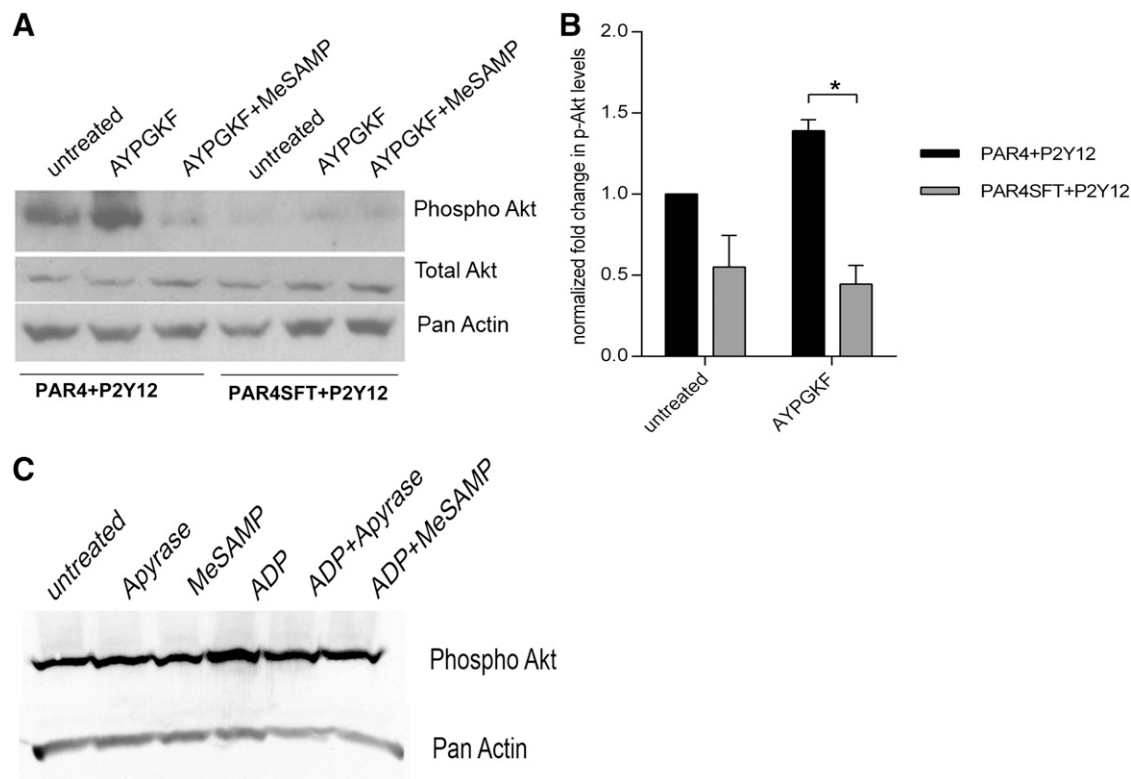 A
untreated
AYPGKF
AYPGKF+MeSAMP
untreated
AYPGKF
AYPGKF+MeSAMP
Phospho Akt
Total Akt
Pan Actin
PAR4+P2Y12
PAR4SFT+P2Y12
B
normalized fold change in p-Akt levels
2.0
1.5
1.0
0.5
0.0
*
untreated
AYPGKF
PAR4+P2Y12
PAR4SFT+P2Y12
C
untreated
Apyrase
MeSAMP
ADP
ADP+Apyrase
ADP+MeSAMP
Phospho Akt
Pan Actin